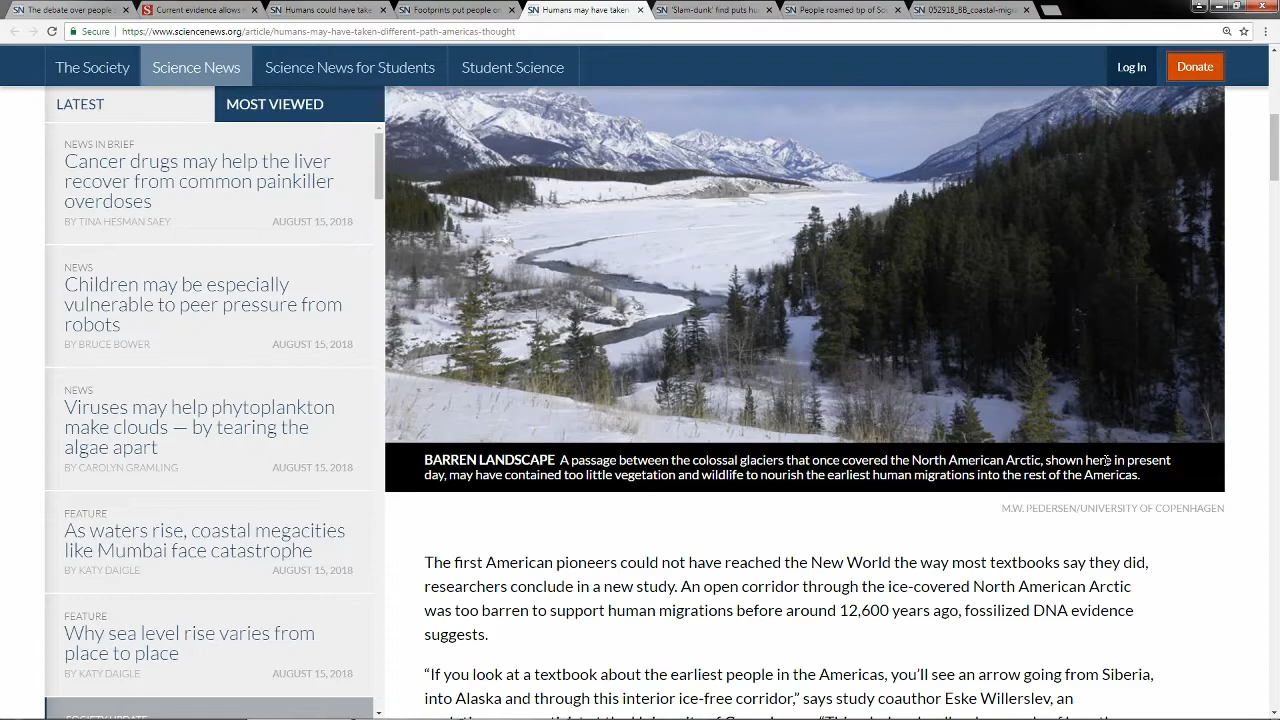 The debate over people
Current evidence allows
Humans could have take
Footprints put people on
Humans may have taken
'Slam-dunk' find puts hu
People roamed tip of Sou
052918_BB_coastal-migra
Secure
https://www.sciencenews.org/article/humans-may-have-taken-different-path-americas-thought
The Society
Science News
Science News for Students
Student Science
Log In
Donate
LATEST
MOST VIEWED
NEWS IN BRIEF
Cancer drugs may help the liver
recover from common painkiller
overdoses
BY TINA HESMAN SAEY
AUGUST 15, 2018
NEWS
Children may be especially
vulnerable to peer pressure from
robots
BY BRUCE BOWER
AUGUST 15, 2018
NEWS
Viruses may help phytoplankton
make clouds — by tearing the
algae apart
BY CAROLYN GRAMLING
AUGUST 15, 2018
FEATURE
As waters rise, coastal megacities
like Mumbai face catastrophe
BY KATY DAIGLE
AUGUST 15, 2018
FEATURE
Why sea level rise varies from
place to place
BY KATY DAIGLE
AUGUST 15, 2018
SOCIETY UPDATE
BARREN LANDSCAPE A passage between the colossal glaciers that once covered the North American Arctic, shown here in present
day, may have contained too little vegetation and wildlife to nourish the earliest human migrations into the rest of the Americas.
M.W. PEDERSEN/UNIVERSITY OF COPENHAGEN
The first American pioneers could not have reached the New World the way most textbooks say they did,
researchers conclude in a new study. An open corridor through the ice-covered North American Arctic
was too barren to support human migrations before around 12,600 years ago, fossilized DNA evidence
suggests.
“If you look at a textbook about the earliest people in the Americas, you’ll see an arrow going from Siberia,
into Alaska and through this interior ice-free corridor,” says study coauthor Eske Willerslev, an